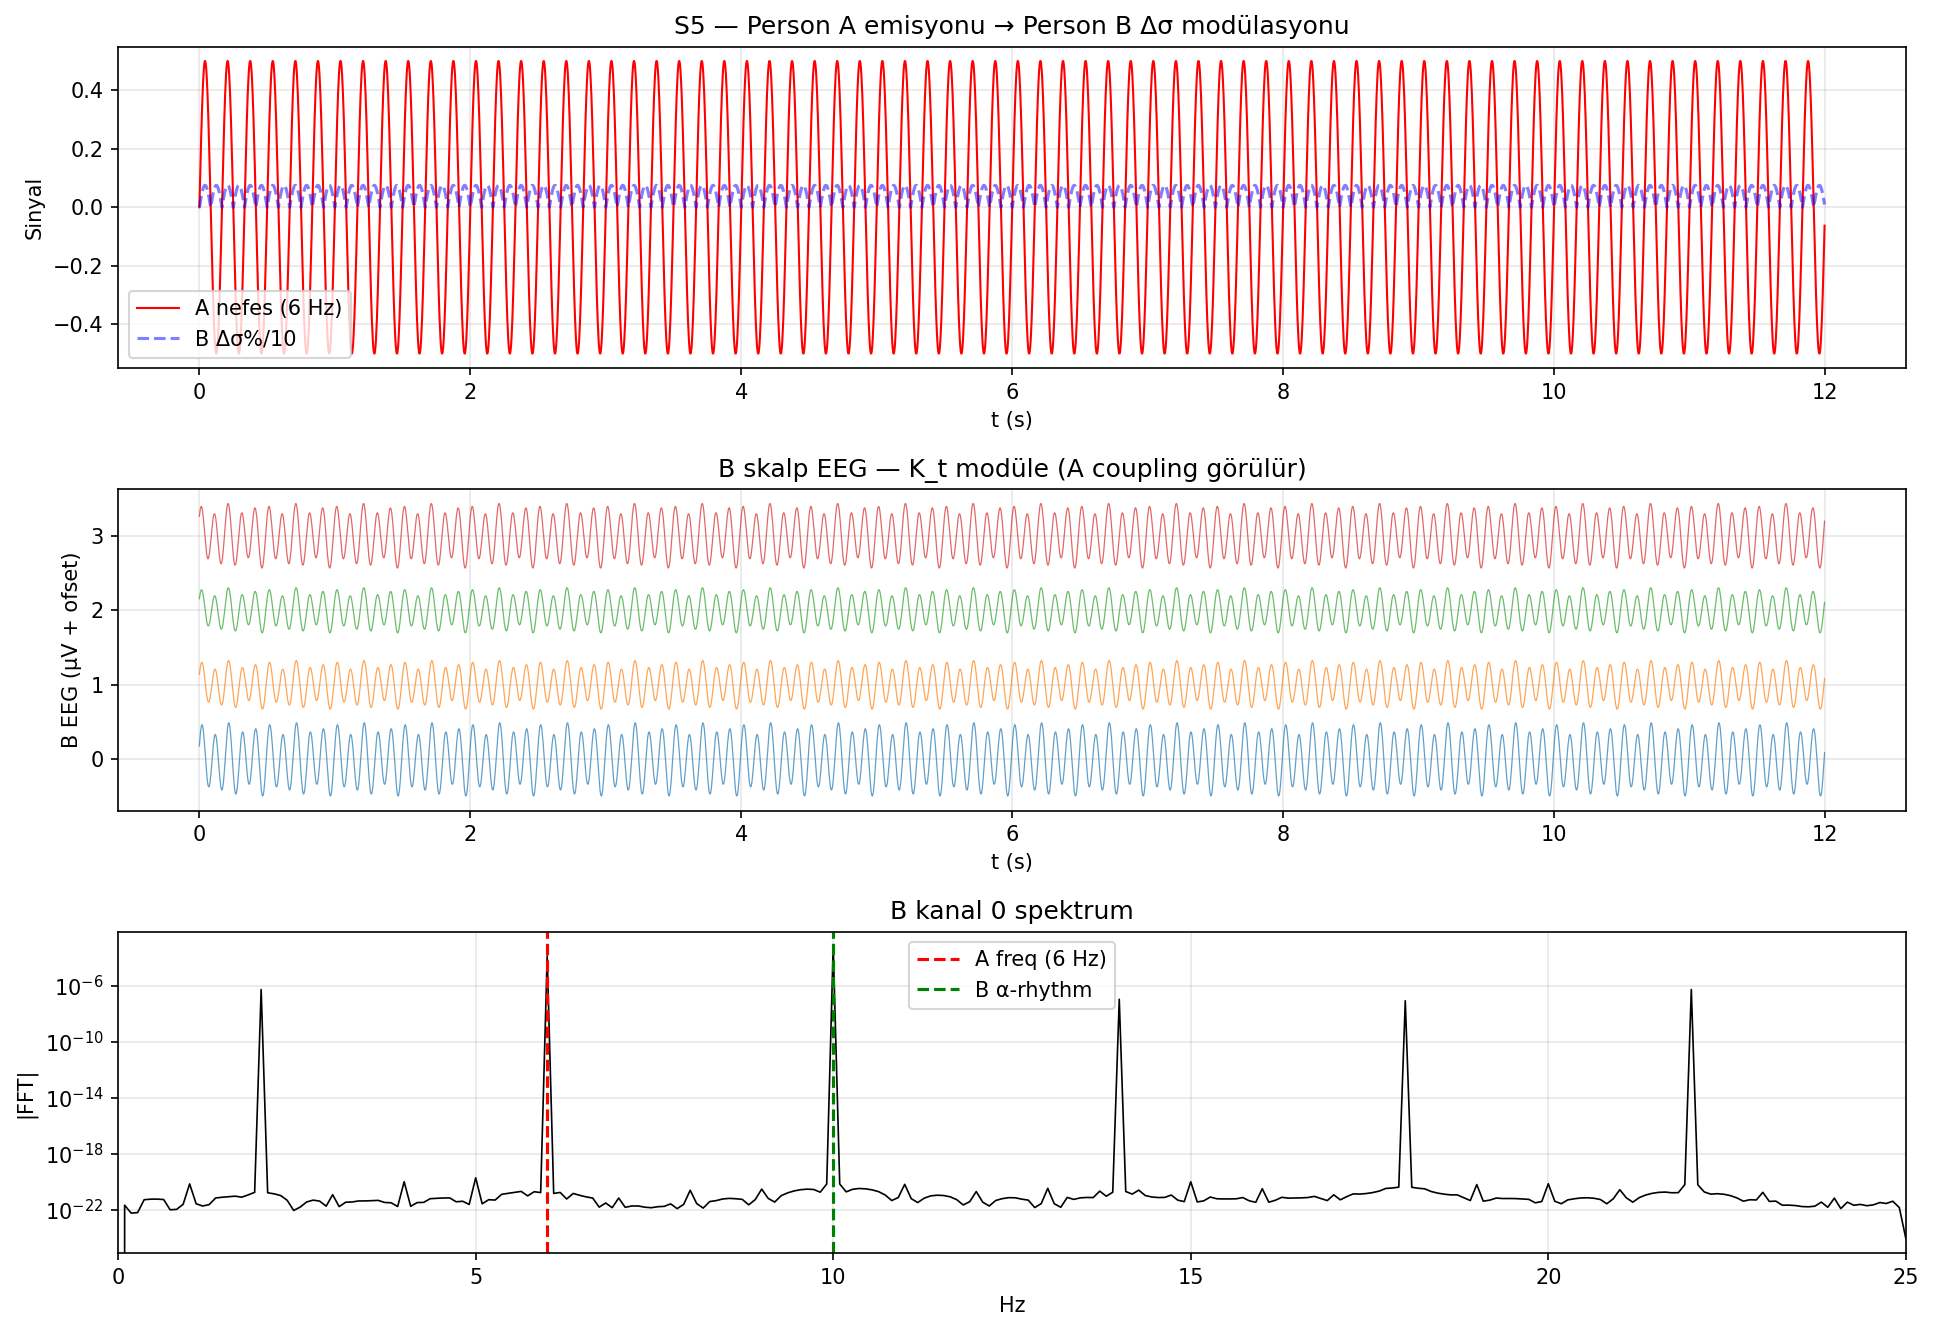 S5 — Person A emisyonu → Person B Δσ modülasyonu
Sinyal
0.4
0.2
0.0
−0.2
−0.4
A nefes (6 Hz)
B Δσ%/10
0 2 4 6 8 10 12
t (s)
B skalp EEG — K_t modüle (A coupling görülür)
B EEG (μV + ofset)
3
2
1
0
0 2 4 6 8 10 12
t (s)
B kanal 0 spektrum
|FFT|
10⁻⁶
10⁻¹⁰
10⁻¹⁴
10⁻¹⁸
10⁻²²
A freq (6 Hz)
B α-rhythm
0 5 10 15 20 25
Hz